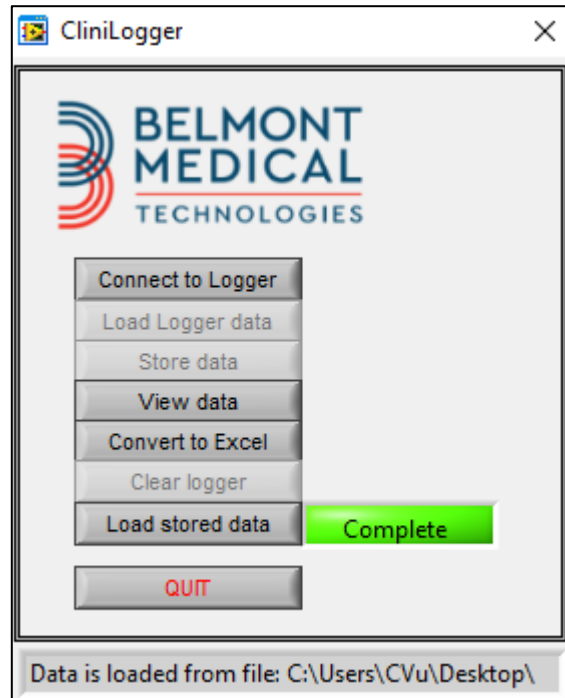 CliniLogger
BELMONT
MEDICAL
TECHNOLOGIES
Connect to Logger
Load Logger data
Store data
View data
Convert to Excel
Clear logger
Load stored data
Complete
QUIT
Data is loaded from file: C:\Users\CVu\Desktop\